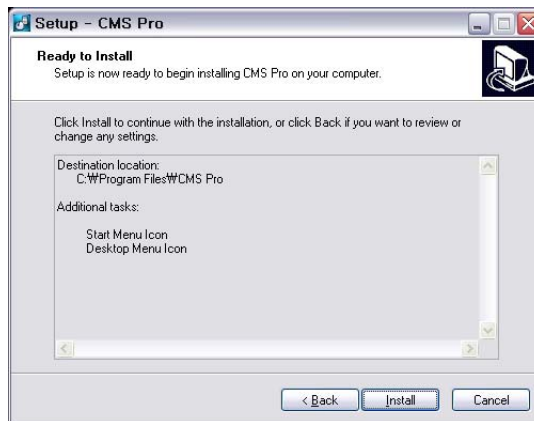 Setup - CMS Pro
Ready to Install
Setup is now ready to begin installing CMS Pro on your computer.
Click Install to continue with the installation, or click Back if you want to review or
change any settings.
Destination location:
C:₩Program Files₩CMS Pro
Additional tasks:
Start Menu Icon
Desktop Menu Icon
< Back
Install
Cancel